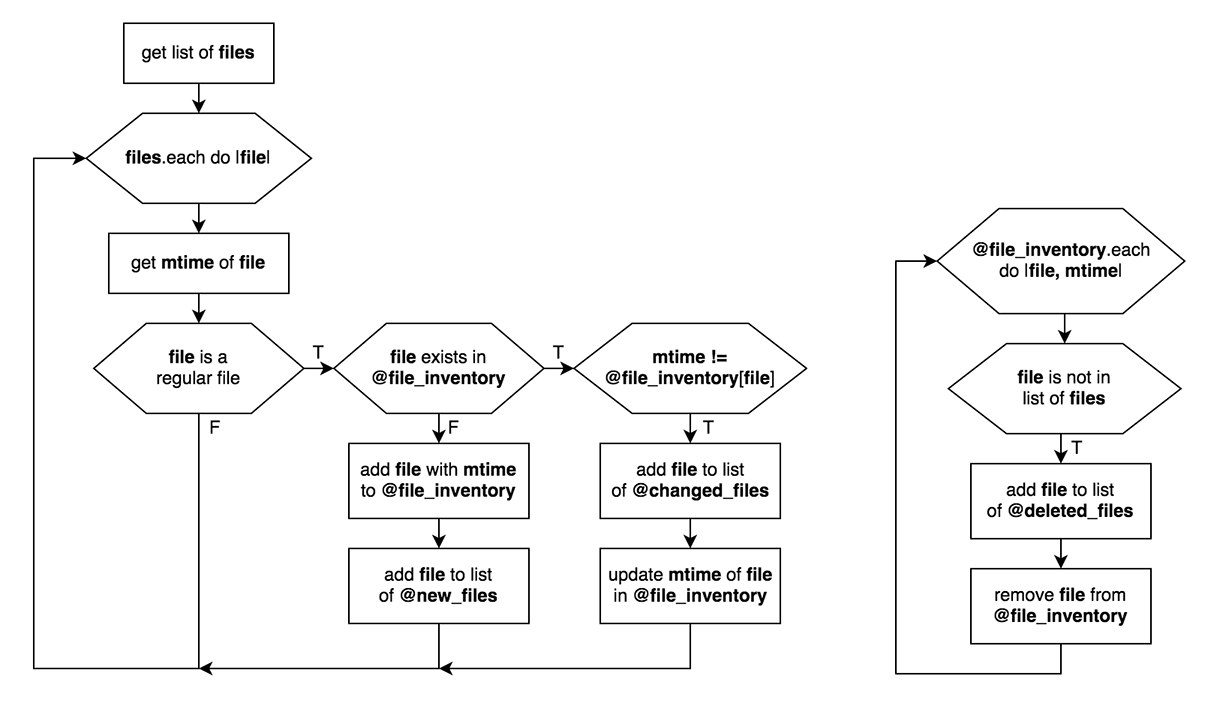 get list of files
files.each do |file|
get mtime of file
file is a
regular file
T
F
file exists in
@file_inventory
T
F
mtime !=
@file_inventory[file]
T
add file with mtime
to @file_inventory
add file to list
of @new_files
add file to list
of @changed_files
update mtime of file
in @file_inventory
@file_inventory.each
do |file, mtime|
file is not in
list of files
T
add file to list
of @deleted_files
remove file from
@file_inventory